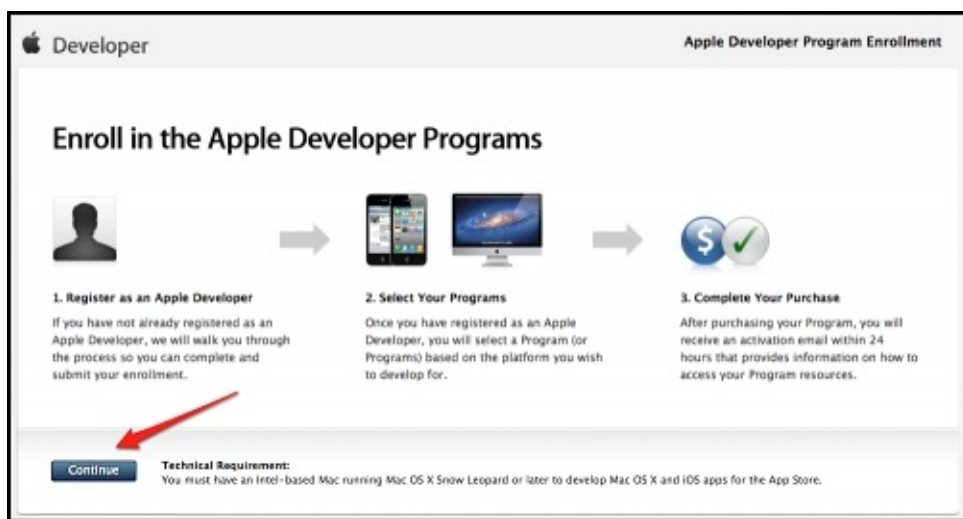 Developer
Apple Developer Program Enrollment
Enroll in the Apple Developer Programs
1. Register as an Apple Developer
If you have not already registered as an
Apple Developer, we will walk you through
the process so you can complete and
submit your enrollment.
2. Select Your Programs
Once you have registered as an Apple
Developer, you will select a Program (or
Programs) based on the platform you wish
to develop for.
$
3. Complete Your Purchase
After purchasing your Program, you will
receive an activation email within 24
hours that provides information on how to
access your Program resources.
Continue
Technical Requirement:
You must have an Intel-based Mac running Mac OS X Snow Leopard or later to develop Mac OS X and iOS apps for the App Store.